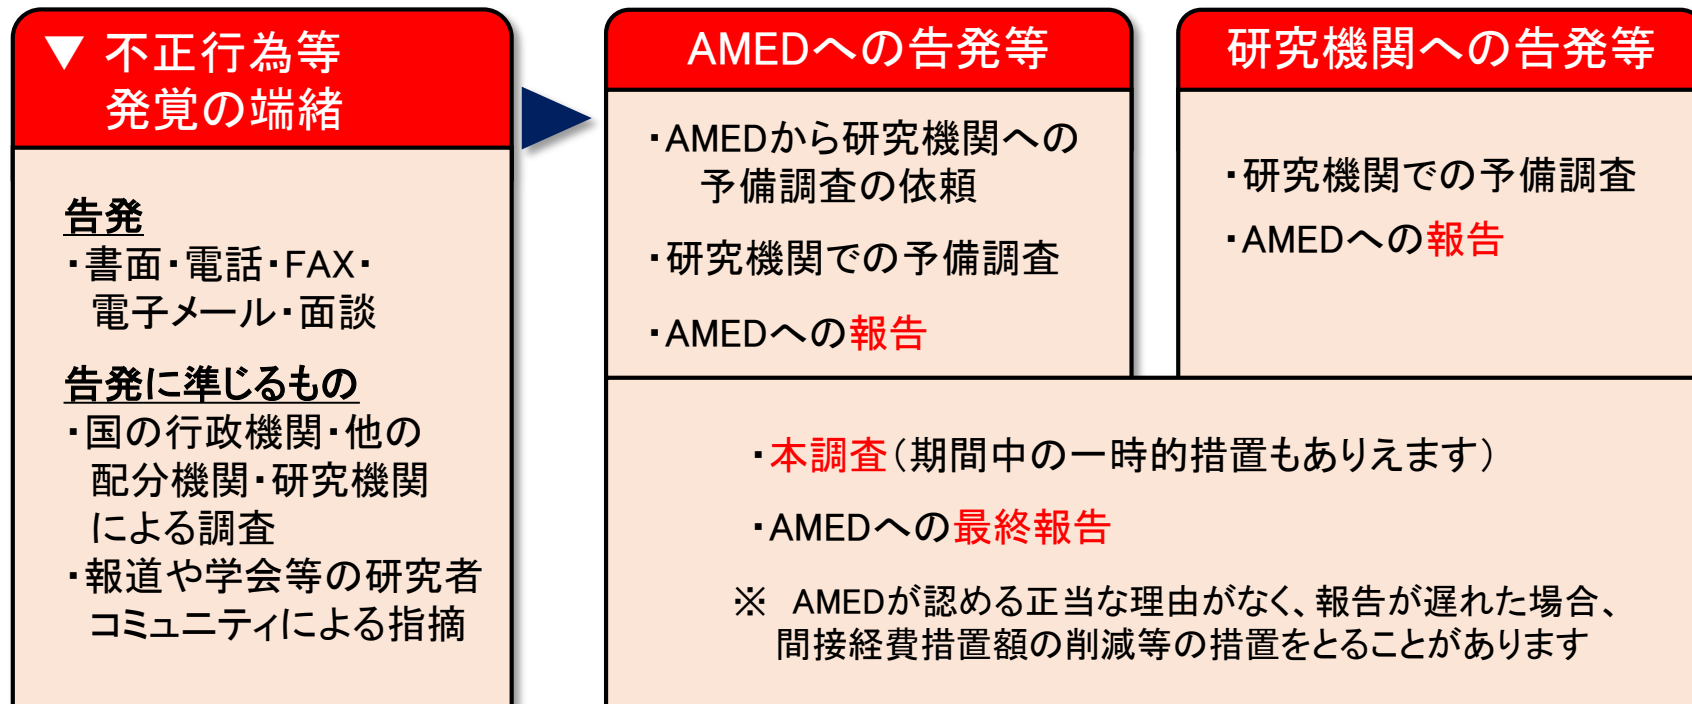 ▼ 不正行為等
発覚の端緒
告発
・書面・電話・FAX・
電子メール・面談
告発に準じるもの
・国の行政機関・他の
配分機関・研究機関
による調査
・報道や学会等の研究者
コミュニティによる指摘
AMEDへの告発等
・AMEDから研究機関への
予備調査の依頼
・研究機関での予備調査
・AMEDへの報告
研究機関への告発等
・研究機関での予備調査
・AMEDへの報告
・本調査（期間中の一時的措置もありえます）
・AMEDへの最終報告
※ AMEDが認める正当な理由がなく、報告が遅れた場合、
間接経費措置額の削減等の措置をとることがあります